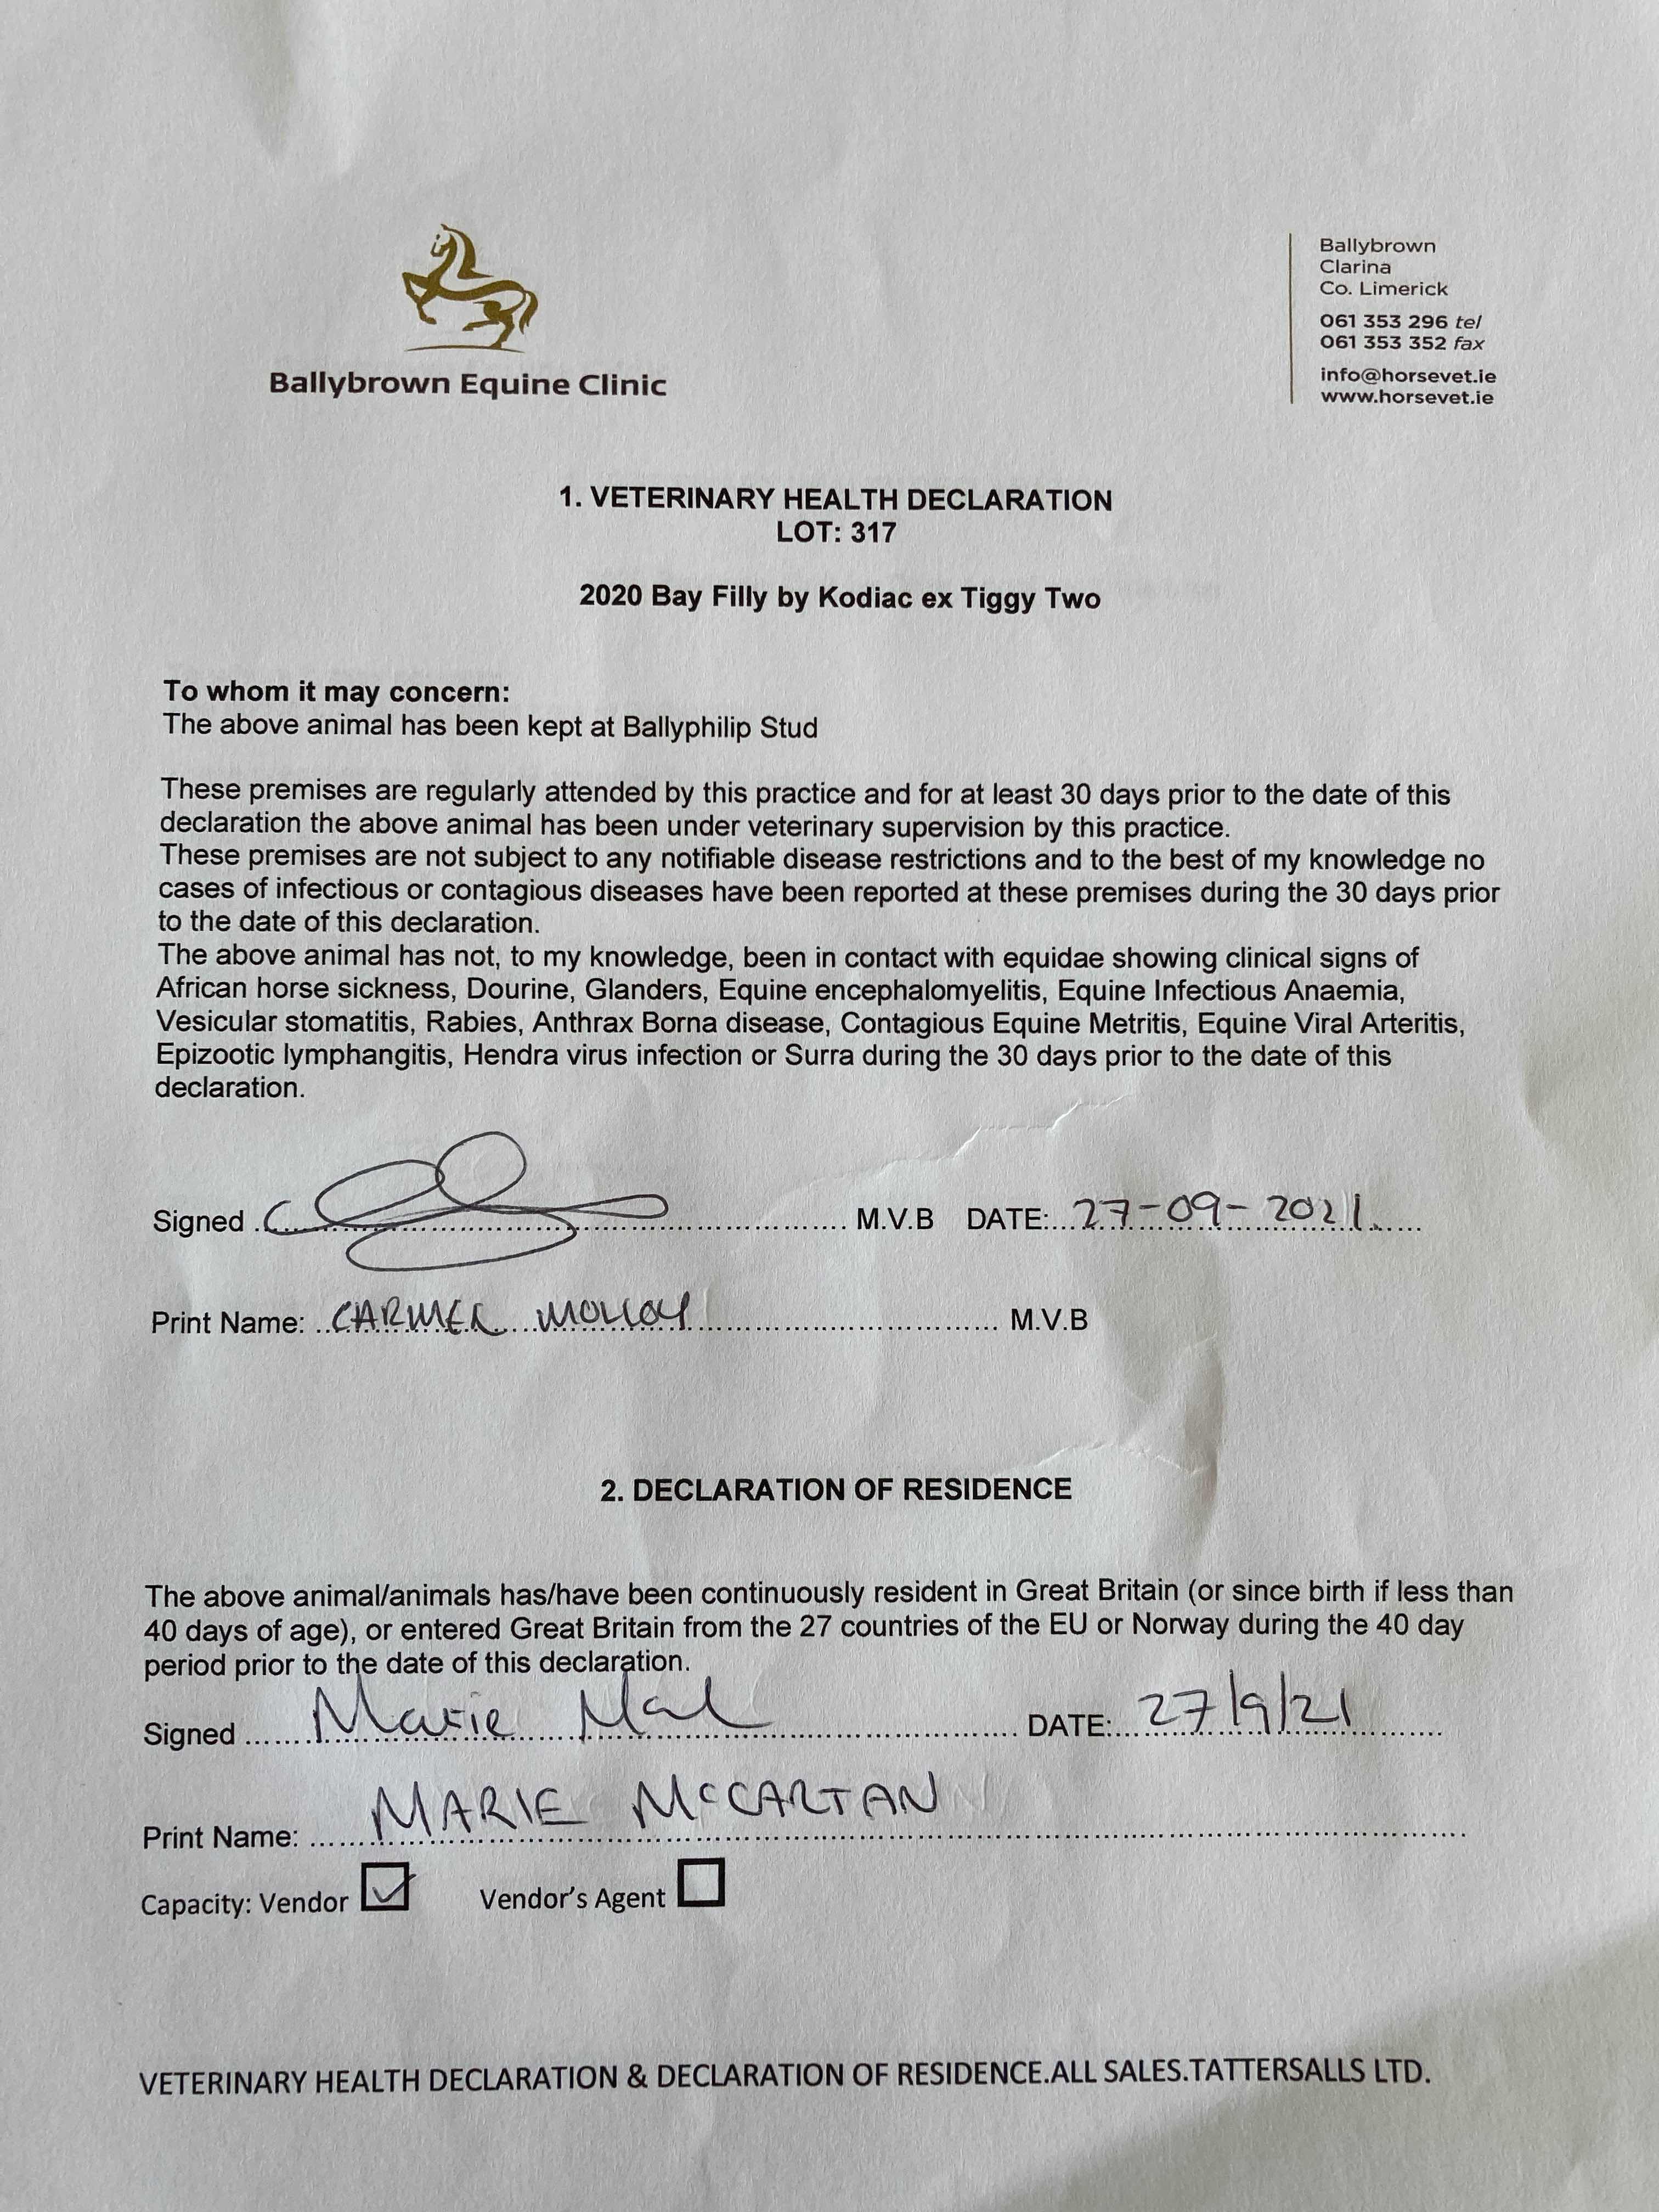 Ballybrown Equine Clinic
Ballybrown
Clarina
Co. Limerick
061 353 296 tel
061 353 352 fax
info@horsevet.ie
www.horsevet.ie
1. VETERINARY HEALTH DECLARATION
LOT: 317
2020 Bay Filly by Kodiac ex Tiggy Two
To whom it may concern:
The above animal has been kept at Ballyphilip Stud
These premises are regularly attended by this practice and for at least 30 days prior to the date of this
declaration the above animal has been under veterinary supervision by this practice.
These premises are not subject to any notifiable disease restrictions and to the best of my knowledge no
cases of infectious or contagious diseases have been reported at these premises during the 30 days prior
to the date of this declaration.
The above animal has not, to my knowledge, been in contact with equidae showing clinical signs of
African horse sickness, Dourine, Glanders, Equine encephalomyelitis, Equine Infectious Anaemia,
Vesicular stomatitis, Rabies, Anthrax Borna disease, Contagious Equine Metritis, Equine Viral Arteritis,
Epizootic lymphangitis, Hendra virus infection or Surra during the 30 days prior to the date of this
declaration.
Signed M.V.B DATE: 27-09-2021
Print Name: CARMEL MOLLOY M.V.B
2. DECLARATION OF RESIDENCE
The above animal/animals has/have been continuously resident in Great Britain (or since birth if less than
40 days of age), or entered Great Britain from the 27 countries of the EU or Norway during the 40 day
period prior to the date of this declaration.
Signed Marie DATE: 27/9/21
Print Name: MARIE McCARTAN
Capacity: Vendor Vendor's Agent
VETERINARY HEALTH DECLARATION & DECLARATION OF RESIDENCE.ALL SALES.TATTERSALLS LTD.